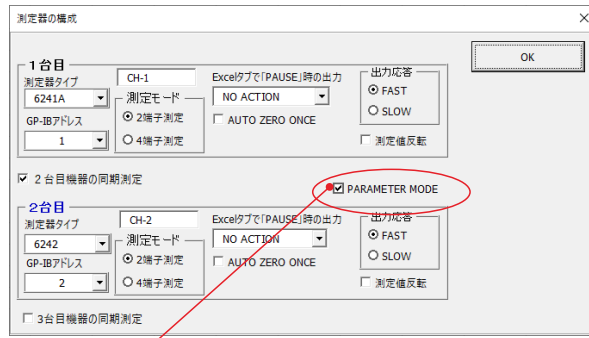 測定器の構成
×
OK
1台目
測定器タイプ
6241A
GP-IBアドレス
1
CH-1
測定モード
2端子測定
4端子測定
Excelタブで「PAUSE」時の出力
NO ACTION
AUTO ZERO ONCE
出力応答
FAST
SLOW
測定値反転
2台目機器の同期測定
PARAMETER MODE
2台目
測定器タイプ
6242
GP-IBアドレス
2
CH-2
測定モード
2端子測定
4端子測定
Excelタブで「PAUSE」時の出力
NO ACTION
AUTO ZERO ONCE
出力応答
FAST
SLOW
測定値反転
3台目機器の同期測定